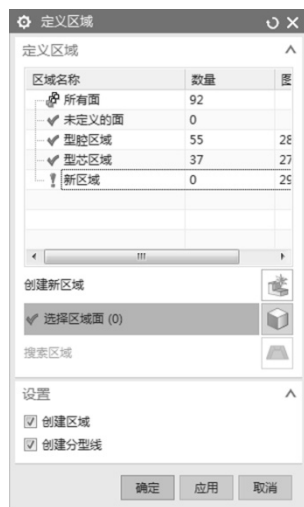 定义区域
定义区域
区域名称 数量 图
所有面 92
未定义的面 0
型腔区域 55 28
型芯区域 37 27
新区域 0 29
创建新区域
选择区域面 (0)
搜索区域
设置
创建区域
创建分型线
确定 应用 取消